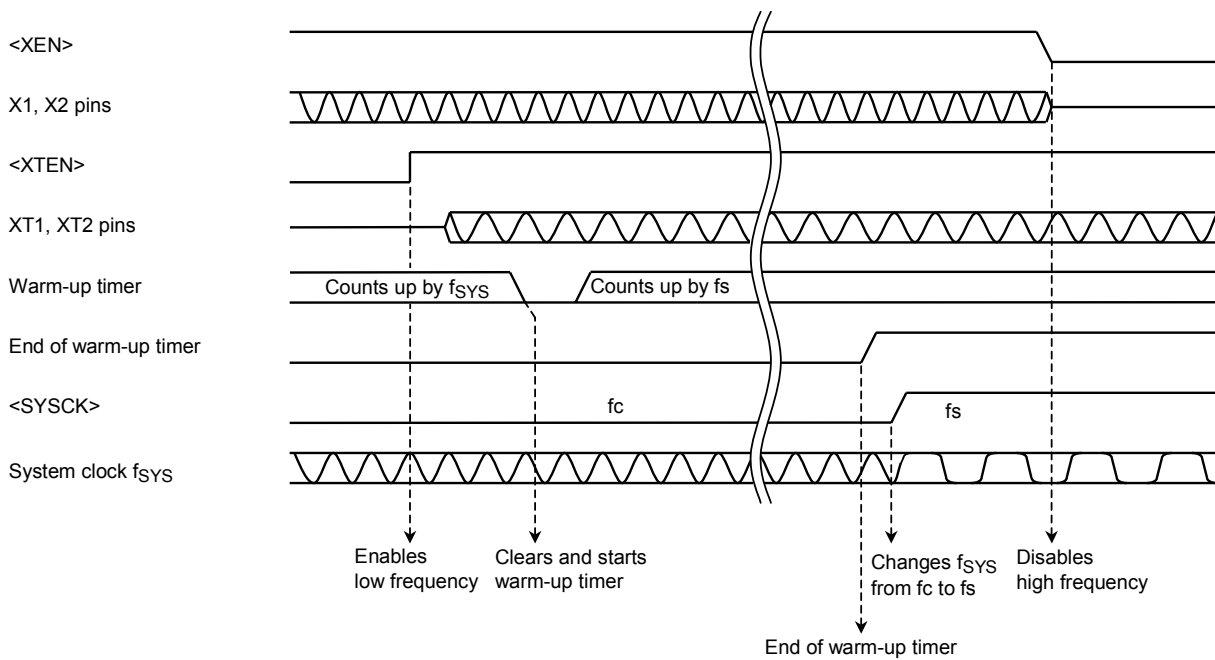 <XEN>
X1, X2 pins
<XTEN>
XT1, XT2 pins
Warm-up timer
Counts up by fSYS
Counts up by fs
End of warm-up timer
<SYSCK>
fc
fs
System clock fSYS
Enables
low frequency
Clears and starts
warm-up timer
Changes fSYS
from fc to fs
Disables
high frequency
End of warm-up timer